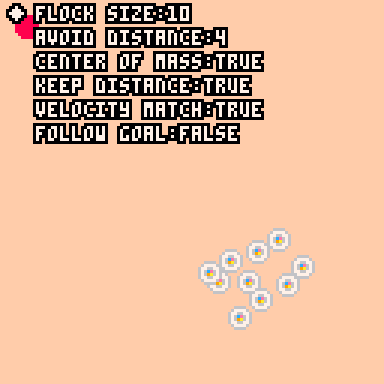 FLOCK SIZE:10
AVOID DISTANCE:4
CENTER OF MASS:TRUE
KEEP DISTANCE:TRUE
VELOCITY MATCH:TRUE
FOLLOW GOAL:FALSE